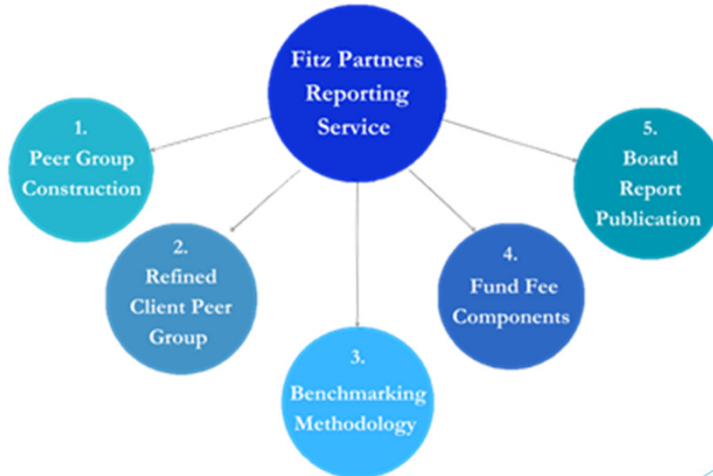 Fitz Partners
Reporting
Service
1.
Peer Group
Construction
2.
Refined
Client Peer
Group
3.
Benchmarking
Methodology
4.
Fund Fee
Components
5.
Board
Report
Publication